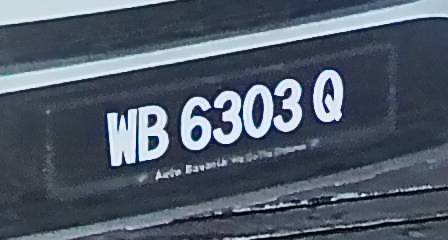 WB 6303 Q
Auto Bavaria